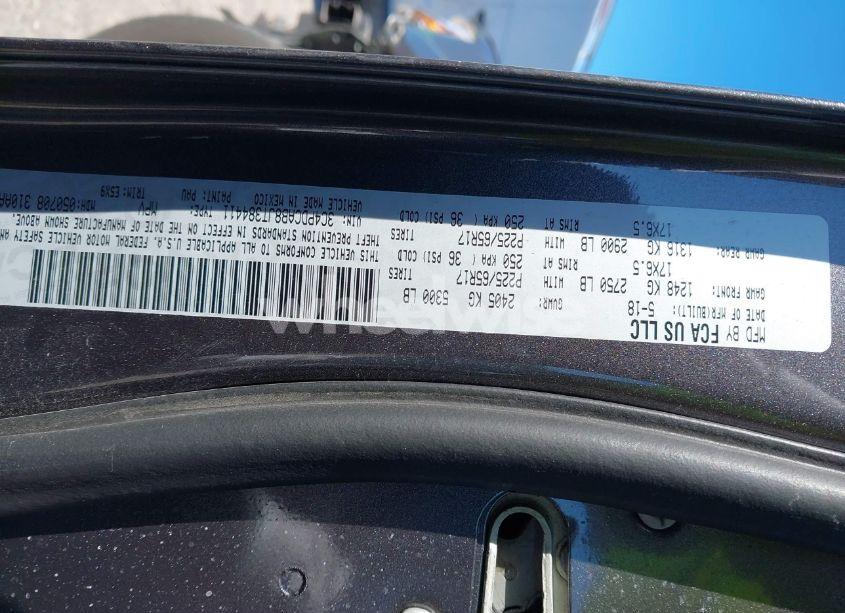 MFD BY FCA US LLC
DATE OF MFR(BUILT): 5-18 GVWR: 2405 KG 5300 LB
GAWR FRONT: 1248 KG 2750 LB WITH P225/65R17 TIRES
17X6.5 RIMS AT 250 KPA ( 36 PSI) COLD
GAWR REAR: 1316 KG 2900 LB WITH P225/65R17 TIRES
17X6.5 RIMS AT 250 KPA ( 36 PSI) COLD
THIS VEHICLE CONFORMS TO ALL APPLICABLE U.S.A. FEDERAL MOTOR VEHICLE SAFETY AND
THEFT PREVENTION STANDARDS IN EFFECT ON THE DATE OF MANUFACTURE SHOWN ABOVE.
VIN: 3C4PDCAB8JT384411 TYPE: MPV MDH:050708 310AA
VEHICLE MADE IN MEXICO PAINT: PAU TRIM: E5X9
wheelwise